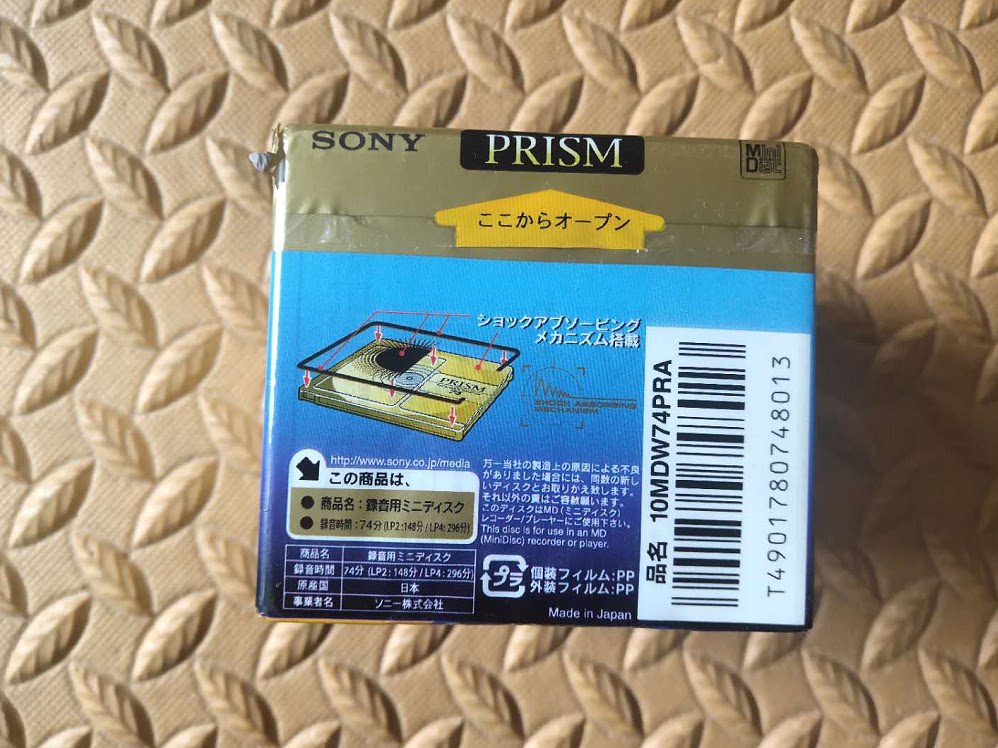 SONY
PRISM
Mini
Disc
ここからオープン
ショックアブソービング
メカニズム搭載
PRISM
SHOCK ABSORBING
MECHANISM
http://www.sony.co.jp/media
この商品は、
●商品名：録音用ミニディスク
●録音時間：74分(LP2:148分/LP4:296分)
商品名 録音用ミニディスク
録音時間 74分(LP2:148分/LP4:296分)
原産国 日本
事業者名 ソニー株式会社
万一当社の製造上の原因による不良
がありました場合には、同数の新し
いディスクとお取りかえ致します。
それ以外の責はご容赦願います。
このディスクはMD(ミニディスク)
レコーダー/プレーヤーにご使用下さい。
This disc is for use in an MD
(MiniDisc) recorder or player.
プラ
個装フィルム:PP
外装フィルム:PP
Made in Japan
品名 10MDW74PRA
T4901780748013